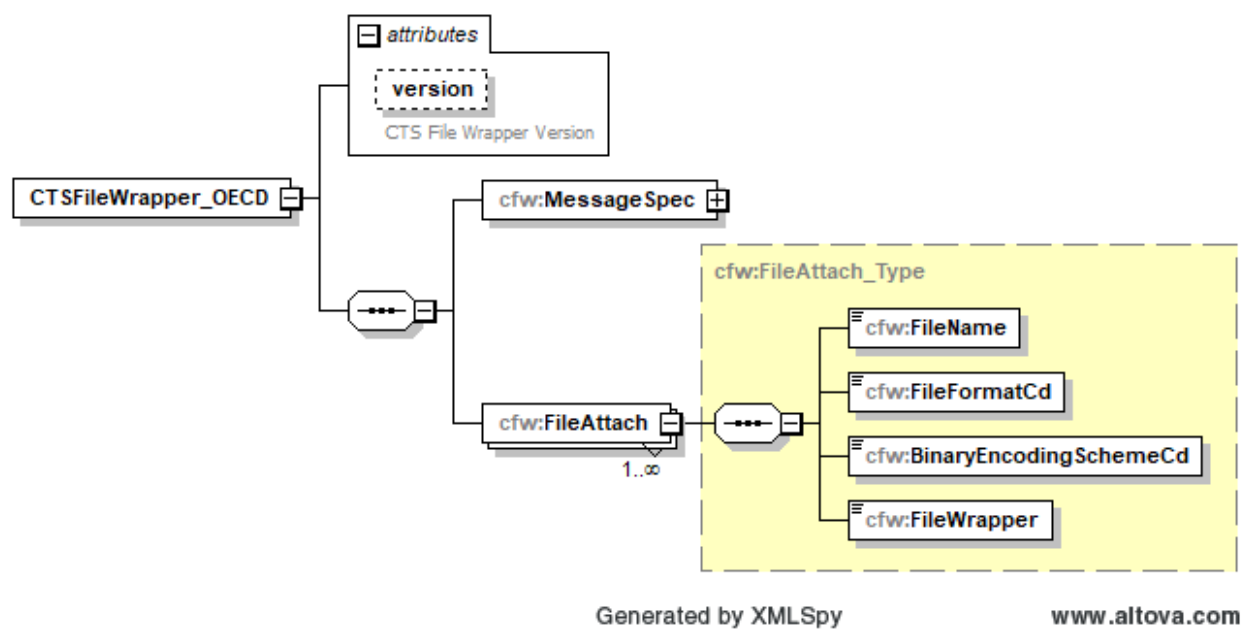 attributes
version
CTS File Wrapper Version
CTSFileWrapper_OECD
cfw:MessageSpec
cfw:FileAttach_Type
cfw:FileName
cfw:FileFormatCd
cfw:FileAttach
1..∞
cfw:BinaryEncodingSchemeCd
cfw:FileWrapper
Generated by XMLSpy www.altova.com